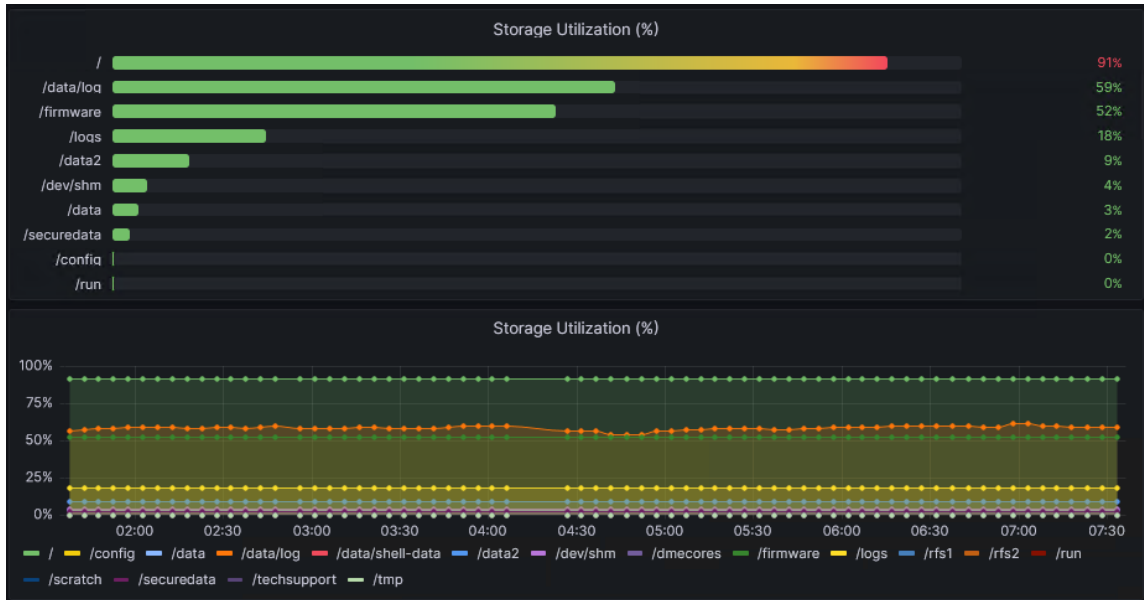 Storage Utilization (%)
/ 91%
/data/log 59%
/firmware 52%
/logs 18%
/data2 9%
/dev/shm 4%
/data 3%
/securedata 2%
/config 0%
/run 0%
Storage Utilization (%)
100%
75%
50%
25%
0%
02:00 02:30 03:00 03:30 04:00 04:30 05:00 05:30 06:00 06:30 07:00 07:30
/ /config /data /data/log /data/shell-data /data2 /dev/shm /dmecores /firmware /logs /rfs1 /rfs2 /run
/scratch /securedata /techsupport /tmp